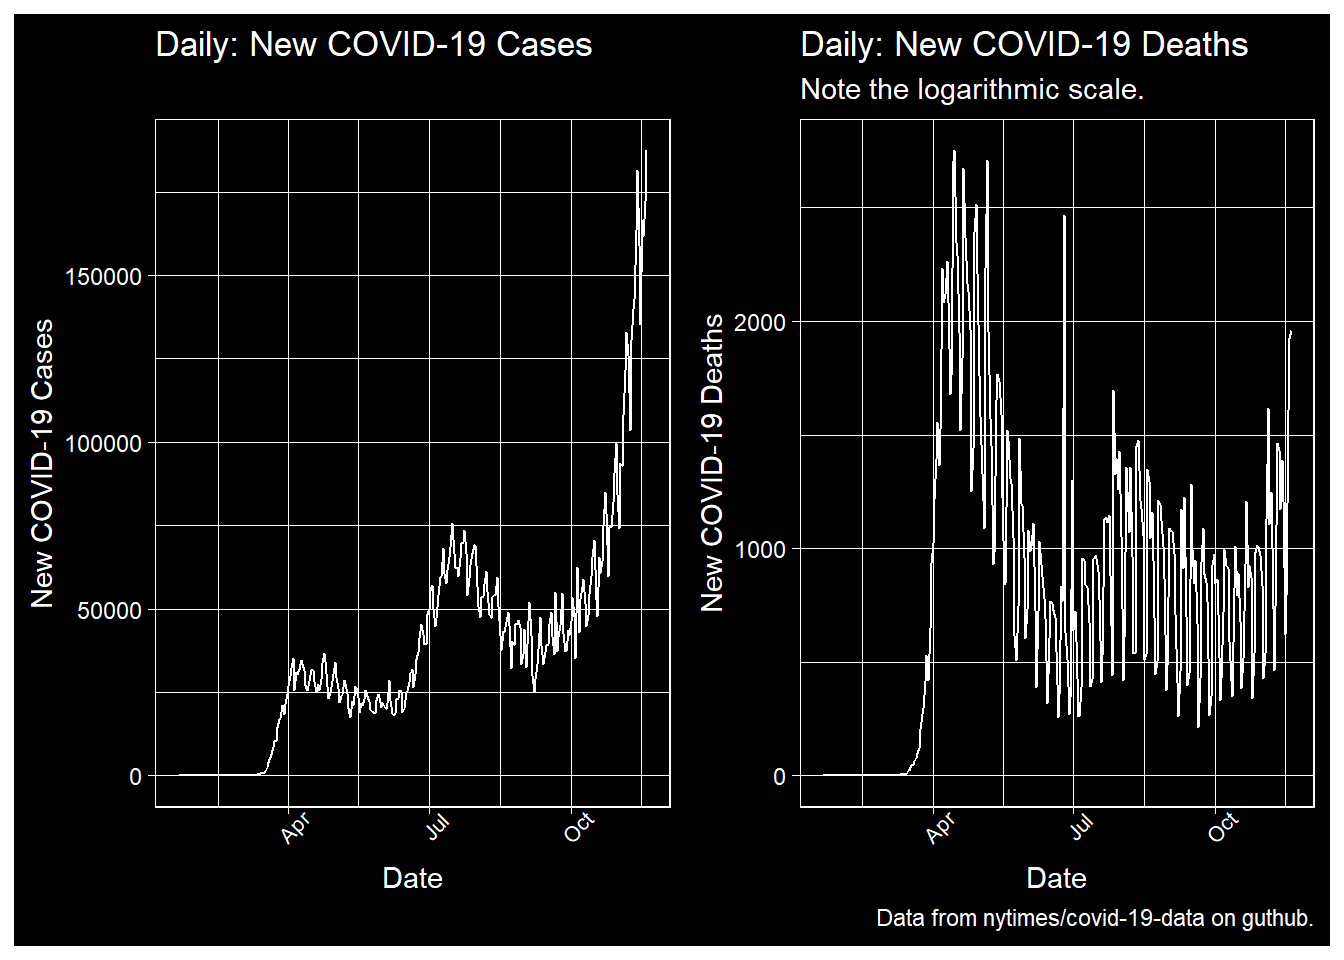 Daily: New COVID-19 Cases
New COVID-19 Cases
150000
100000
50000
0
Apr
Jul
Oct
Date
Daily: New COVID-19 Deaths
Note the logarithmic scale.
New COVID-19 Deaths
2000
1000
0
Apr
Jul
Oct
Date
Data from nytimes/covid-19-data on guthub.